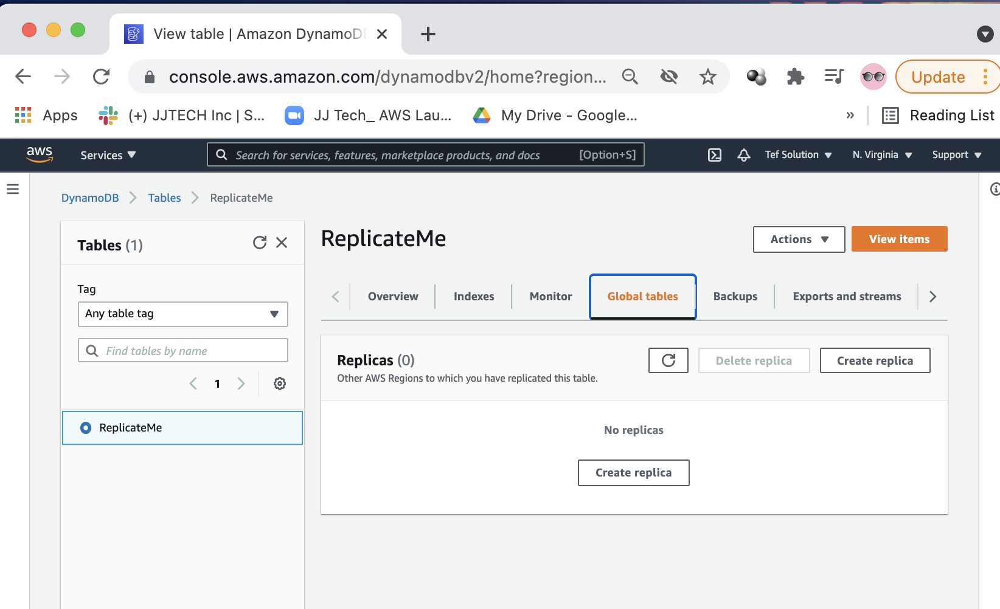 View table | Amazon DynamoDB
console.aws.amazon.com/dynamodbv2/home?region...
Update
Apps
(+) JJTECH Inc | S...
JJ Tech_ AWS Lau...
My Drive - Google...
»
Reading List
aws
Services
Search for services, features, marketplace products, and docs
[Option+S]
Tef Solution
N. Virginia
Support
DynamoDB
Tables
ReplicateMe
Tables (1)
Tag
Any table tag
Find tables by name
1
ReplicateMe
ReplicateMe
Actions
View items
Overview
Indexes
Monitor
Global tables
Backups
Exports and streams
Replicas (0)
Other AWS Regions to which you have replicated this table.
Delete replica
Create replica
No replicas
Create replica